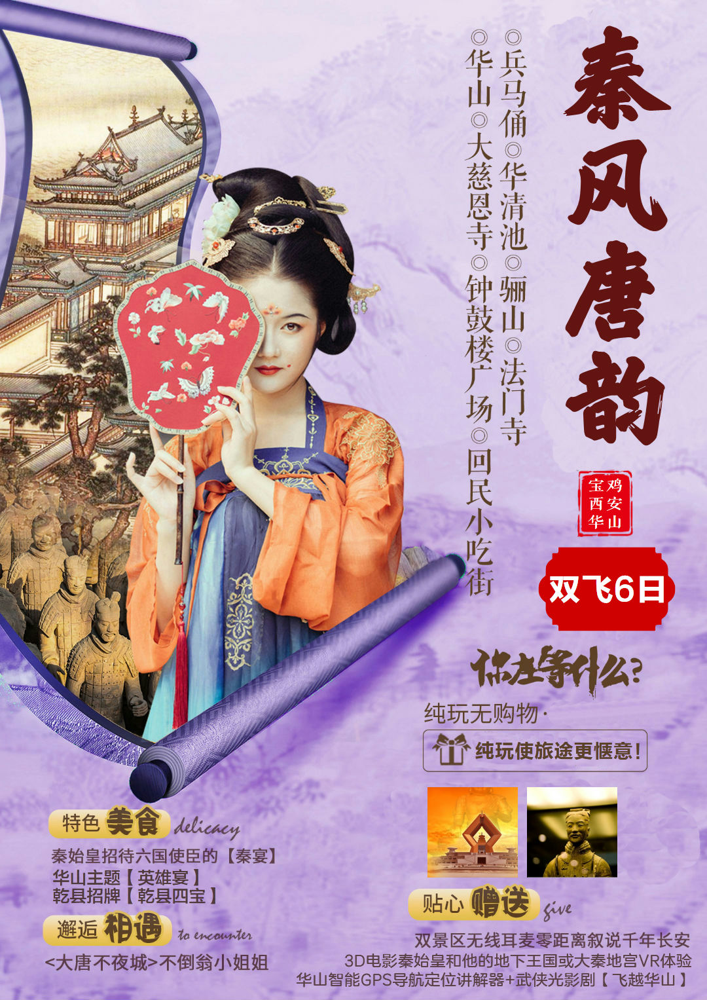 秦风唐韵
◎兵马俑◎华清池◎骊山◎法门寺
◎华山◎大慈恩寺◎钟鼓楼广场◎回民小吃街
宝鸡
西安
华山
双飞6日
你在等什么?
纯玩无购物·
纯玩使旅途更惬意!
特色 美食 delicacy
秦始皇招待六国使臣的【秦宴】
华山主题【英雄宴】
乾县招牌【乾县四宝】
邂逅 相遇 to encounter
<大唐不夜城>不倒翁小姐姐
贴心 赠送 give
双景区无线耳麦零距离叙说千年长安
3D电影秦始皇和他的地下王国或大秦地宫VR体验
华山智能GPS导航定位讲解器+武侠光影剧【飞越华山】